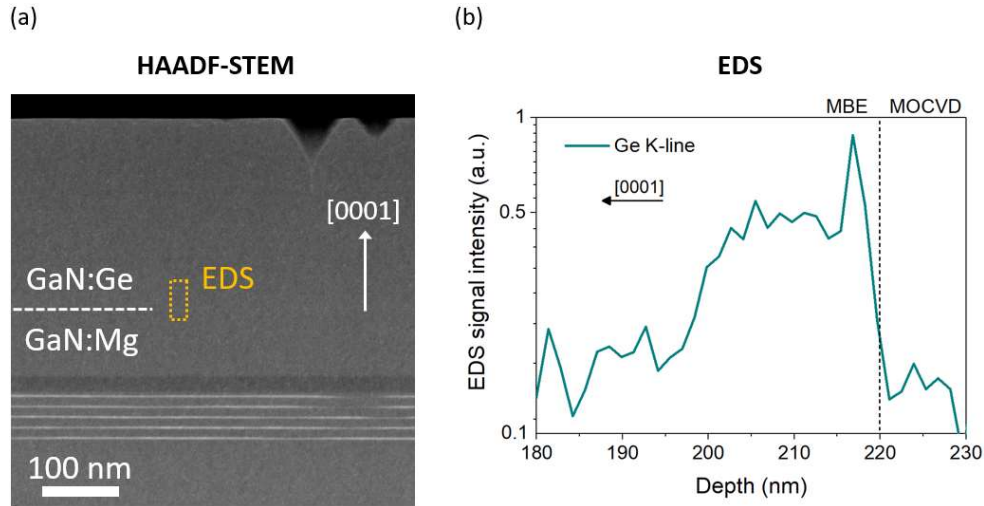 (a)
HAADF-STEM
[0001]
GaN:Ge
EDS
GaN:Mg
100 nm
(b)
EDS
MBE
MOCVD
Ge K-line
[0001]
EDS signal intensity (a.u.)
1
0.5
0.1
180
190
200
210
220
230
Depth (nm)